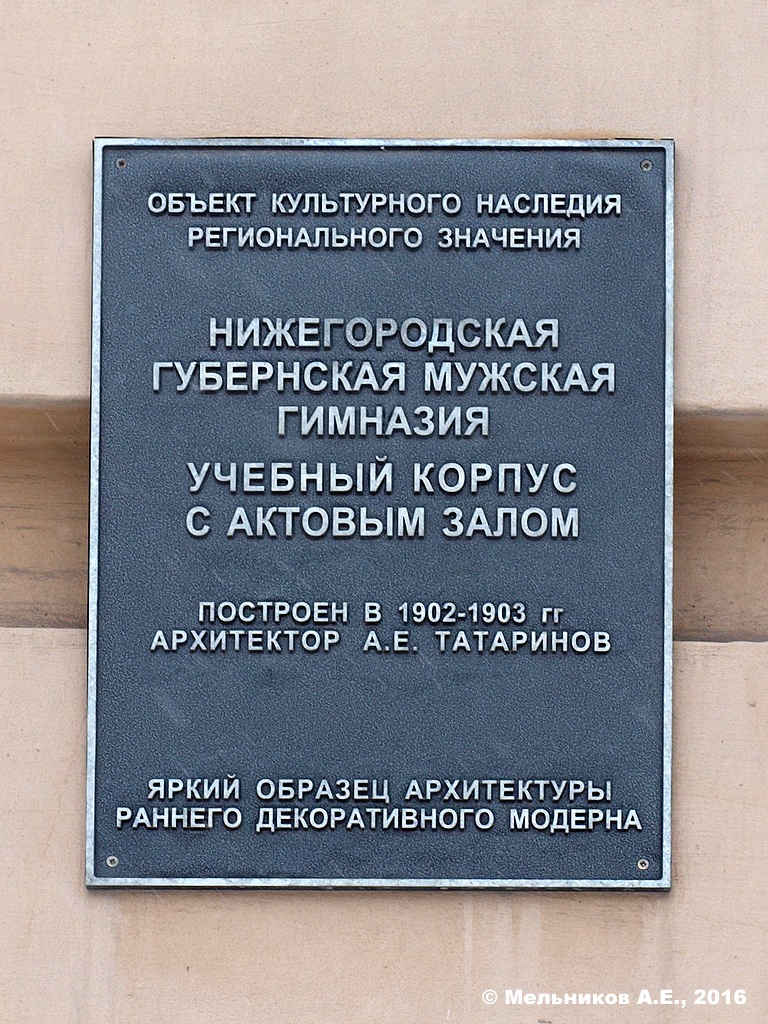 ОБЪЕКТ КУЛЬТУРНОГО НАСЛЕДИЯ
РЕГИОНАЛЬНОГО ЗНАЧЕНИЯ
НИЖЕГОРОДСКАЯ
ГУБЕРНСКАЯ МУЖСКАЯ
ГИМНАЗИЯ
УЧЕБНЫЙ КОРПУС
С АКТОВЫМ ЗАЛОМ
ПОСТРОЕН В 1902-1903 гг
АРХИТЕКТОР А.Е. ТАТАРИНОВ
ЯРКИЙ ОБРАЗЕЦ АРХИТЕКТУРЫ
РАННЕГО ДЕКОРАТИВНОГО МОДЕРНА
© Мельников А.Е., 2016